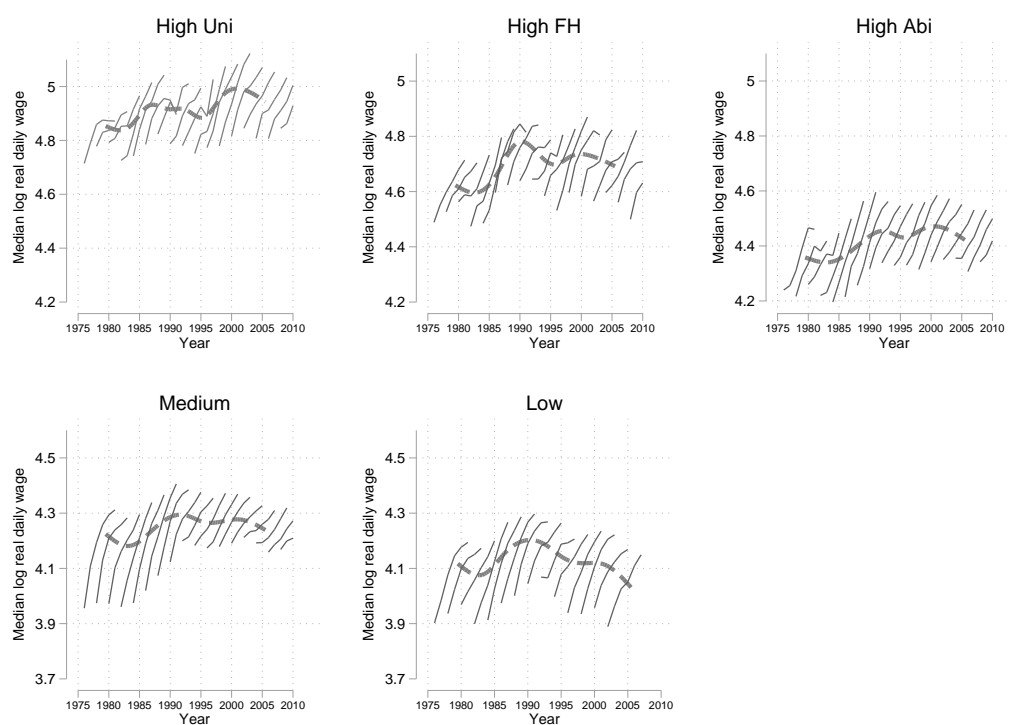 High Uni
Median log real daily wage
5
4.8
4.6
4.4
4.2
1975 1980 1985 1990 1995 2000 2005 2010
Year
High FH
Median log real daily wage
5
4.8
4.6
4.4
4.2
1975 1980 1985 1990 1995 2000 2005 2010
Year
High Abi
Median log real daily wage
5
4.8
4.6
4.4
4.2
1975 1980 1985 1990 1995 2000 2005 2010
Year
Medium
Median log real daily wage
4.5
4.3
4.1
3.9
3.7
1975 1980 1985 1990 1995 2000 2005 2010
Year
Low
Median log real daily wage
4.5
4.3
4.1
3.9
3.7
1975 1980 1985 1990 1995 2000 2005 2010
Year